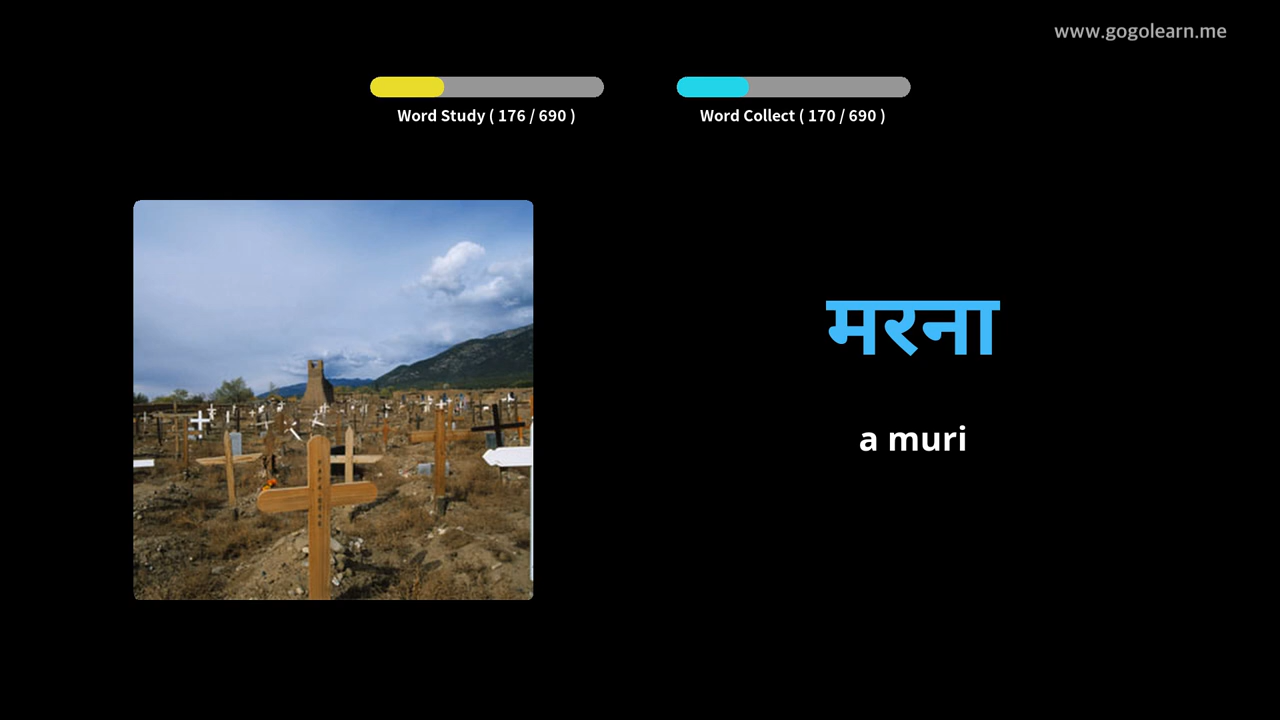 www.gogolearn.me
Word Study ( 176 / 690 )
Word Collect ( 170 / 690 )
मरना
a muri